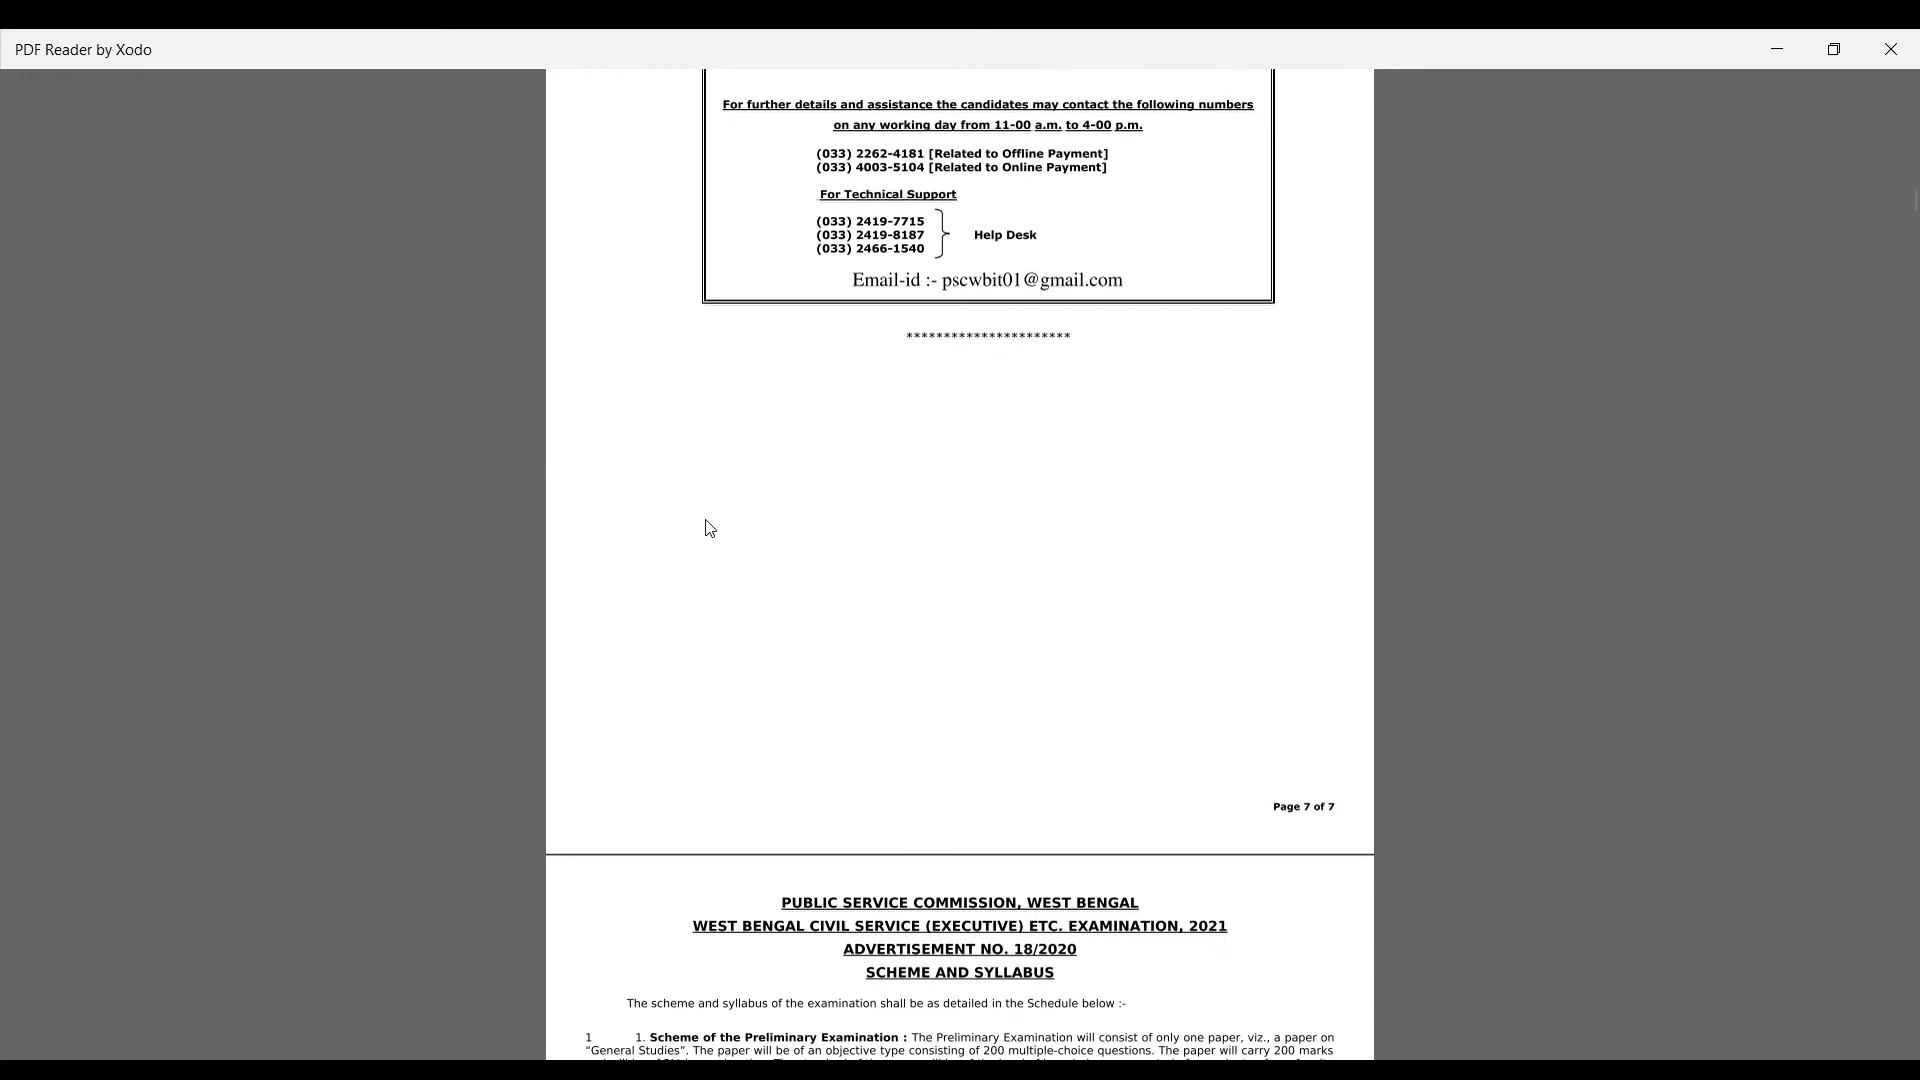 PDF Reader by Xodo
For further details and assistance the candidates may contact the following numbers
on any working day from 11-00 a.m. to 4-00 p.m.
(033) 2262-4181 [Related to Offline Payment]
(033) 4003-5104 [Related to Online Payment]
For Technical Support
(033) 2419-7715
(033) 2419-8187 Help Desk
(033) 2466-1540
Email-id :- pscwbit01@gmail.com
**********************
Page 7 of 7
PUBLIC SERVICE COMMISSION, WEST BENGAL
WEST BENGAL CIVIL SERVICE (EXECUTIVE) ETC. EXAMINATION, 2021
ADVERTISEMENT NO. 18/2020
SCHEME AND SYLLABUS
The scheme and syllabus of the examination shall be as detailed in the Schedule below :-
1 1. Scheme of the Preliminary Examination : The Preliminary Examination will consist of only one paper, viz., a paper on
“General Studies”. The paper will be of an objective type consisting of 200 multiple-choice questions. The paper will carry 200 marks